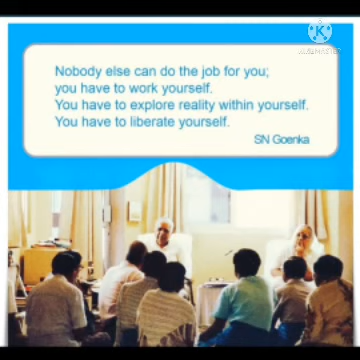 Nobody else can do the job for you;
you have to work yourself.
You have to explore reality within yourself.
You have to liberate yourself.
SN Goenka